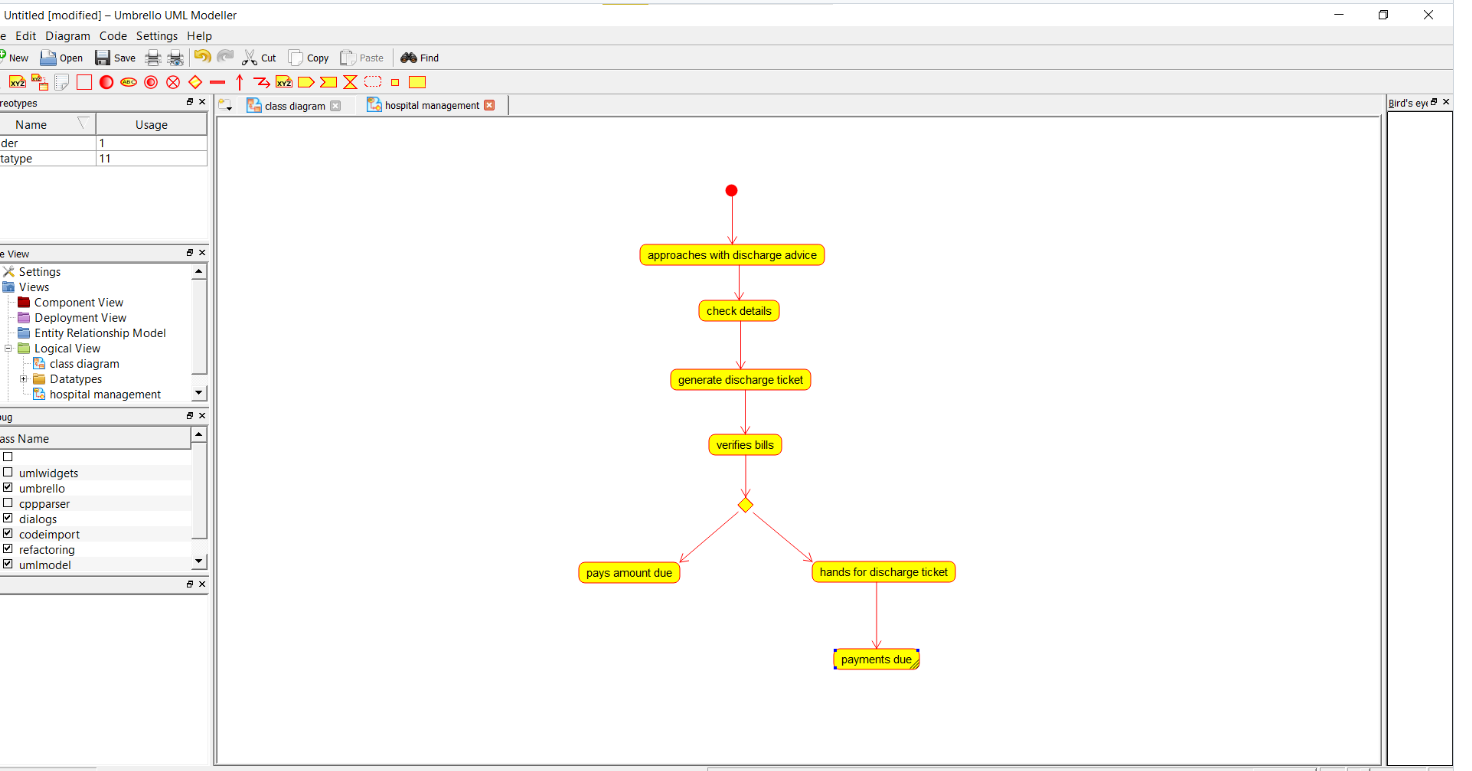 Untitled [modified] – Umbrello UML Modeller
e Edit Diagram Code Settings Help
New Open Save Cut Copy Paste Find
XYZ ABC XYZ
reotypes
Name Usage
der 1
tatype 11
e View
Settings
Views
Component View
Deployment View
Entity Relationship Model
Logical View
class diagram
Datatypes
hospital management
bug
ass Name
umlwidgets
umbrello
cppparser
dialogs
codeimport
refactoring
umlmodel
class diagram hospital management
approaches with discharge advice
check details
generate discharge ticket
verifies bills
pays amount due hands for discharge ticket
payments due
Bird's eye